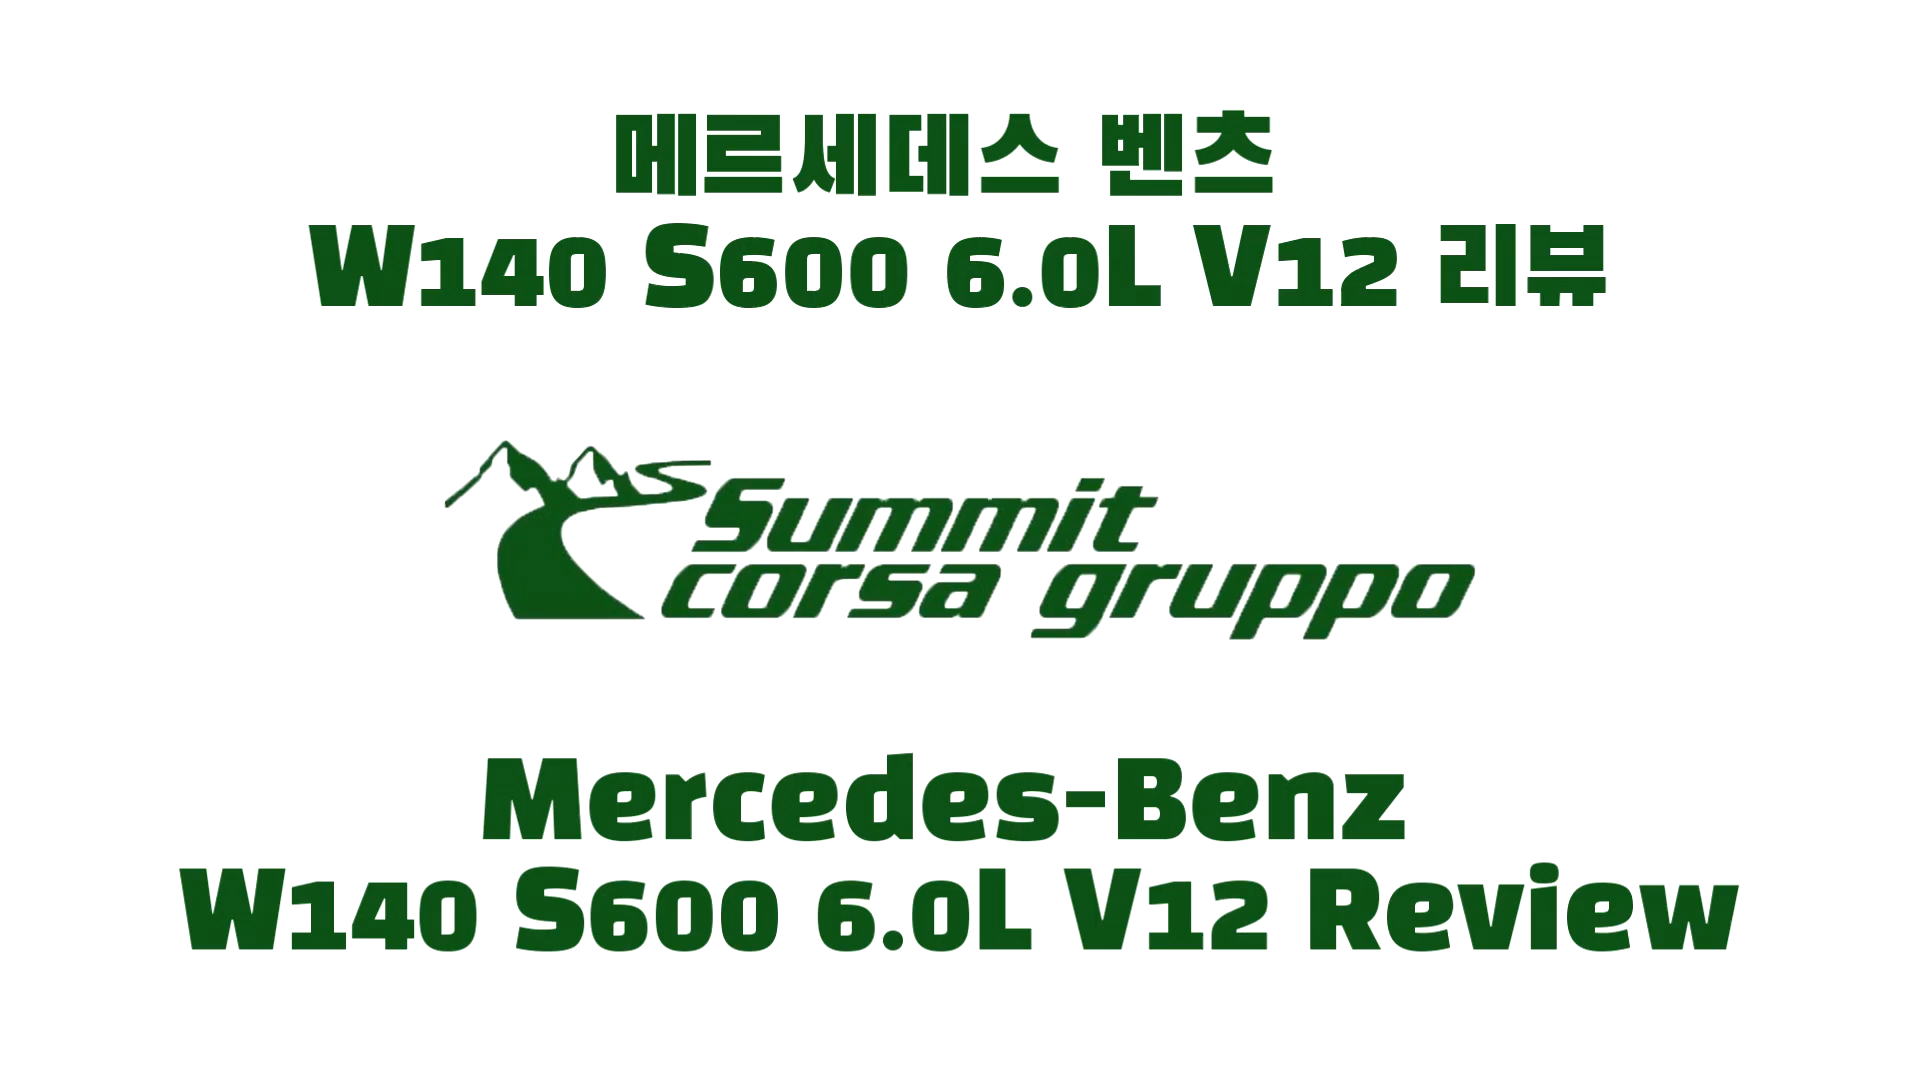 메르세데스 벤츠
W140 S600 6.0L V12 리뷰
Summit
corsa gruppo
Mercedes-Benz
W140 S600 6.0L V12 Review